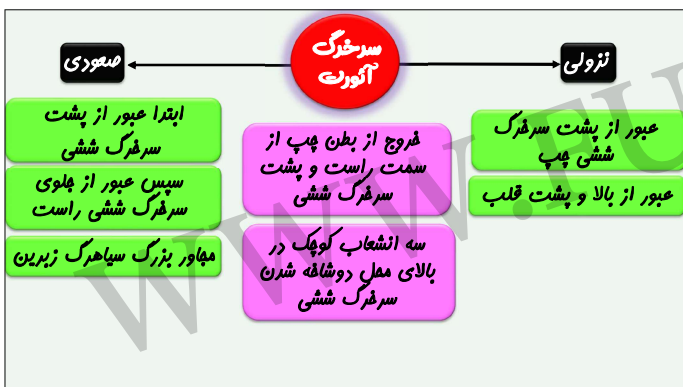 سرخرگ
آئورت
نزولی
صعودی
عبور از پشت سرخرگ
ششی چپ
عبور از بالا و پشت قلب
خروج از بطن چپ از
سمت راست و پشت
سرخرگ ششی
سه انشعاب کوچک در
بالای محل دوشاخه شدن
سرخرگ ششی
ابتدا عبور از پشت
سرخرگ ششی
سپس عبور از جلوی
سرخرگ ششی راست
مجاور بزرگ سیاهرگ زبرین
WWW.FU